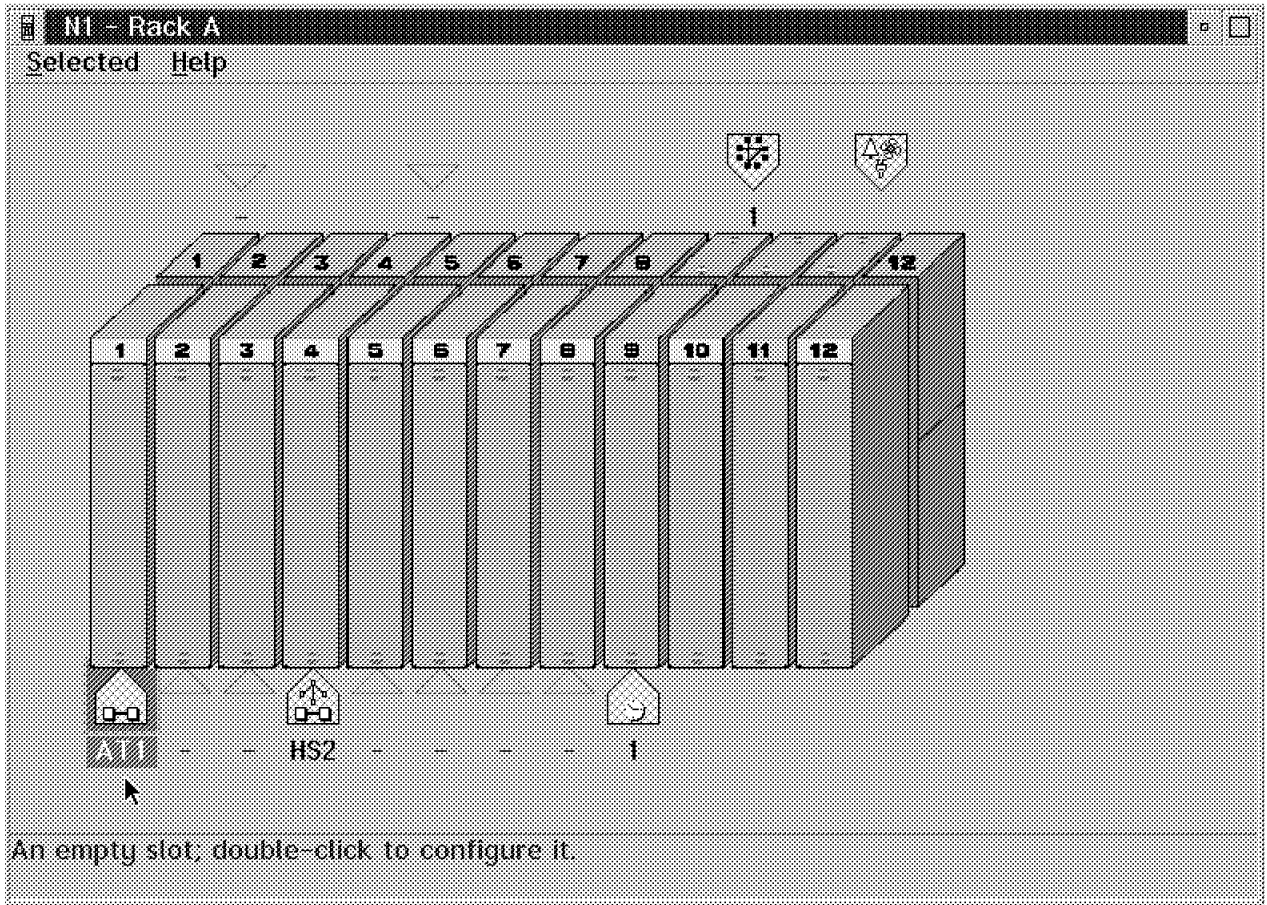 N1 - Rack A
Selected Help
- - 1
1 2 3 4 5 6 7 8 12
1 2 3 4 5 6 7 8 9 10 11 12
AT1 - - HS2 - - - - 1
An empty slot; double-click to configure it.